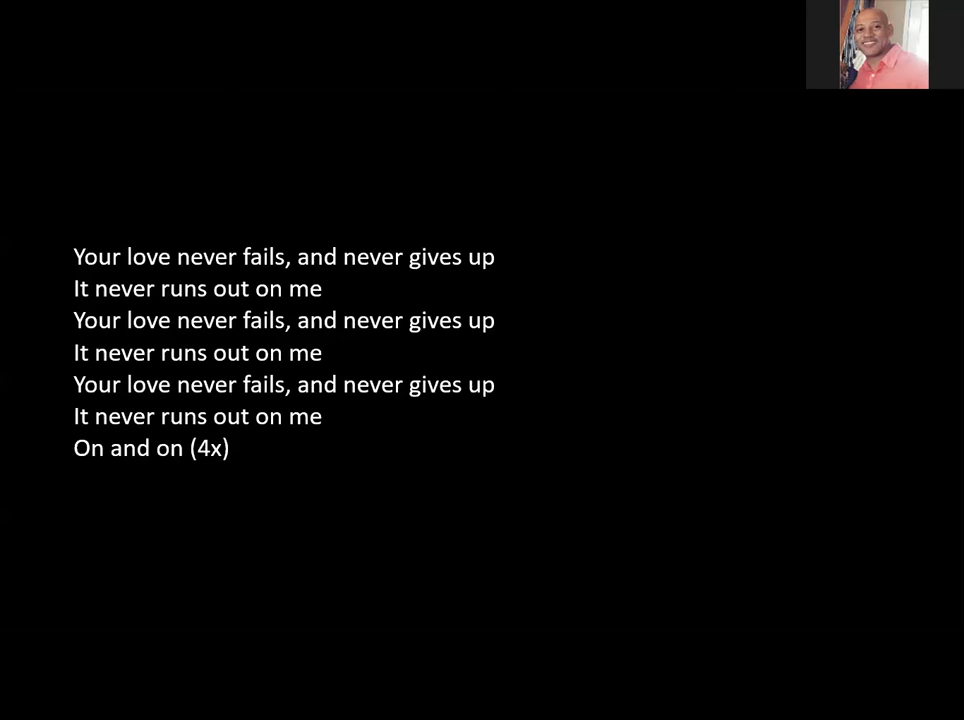 Your love never fails, and never gives up
It never runs out on me
Your love never fails, and never gives up
It never runs out on me
Your love never fails, and never gives up
It never runs out on me
On and on (4x)